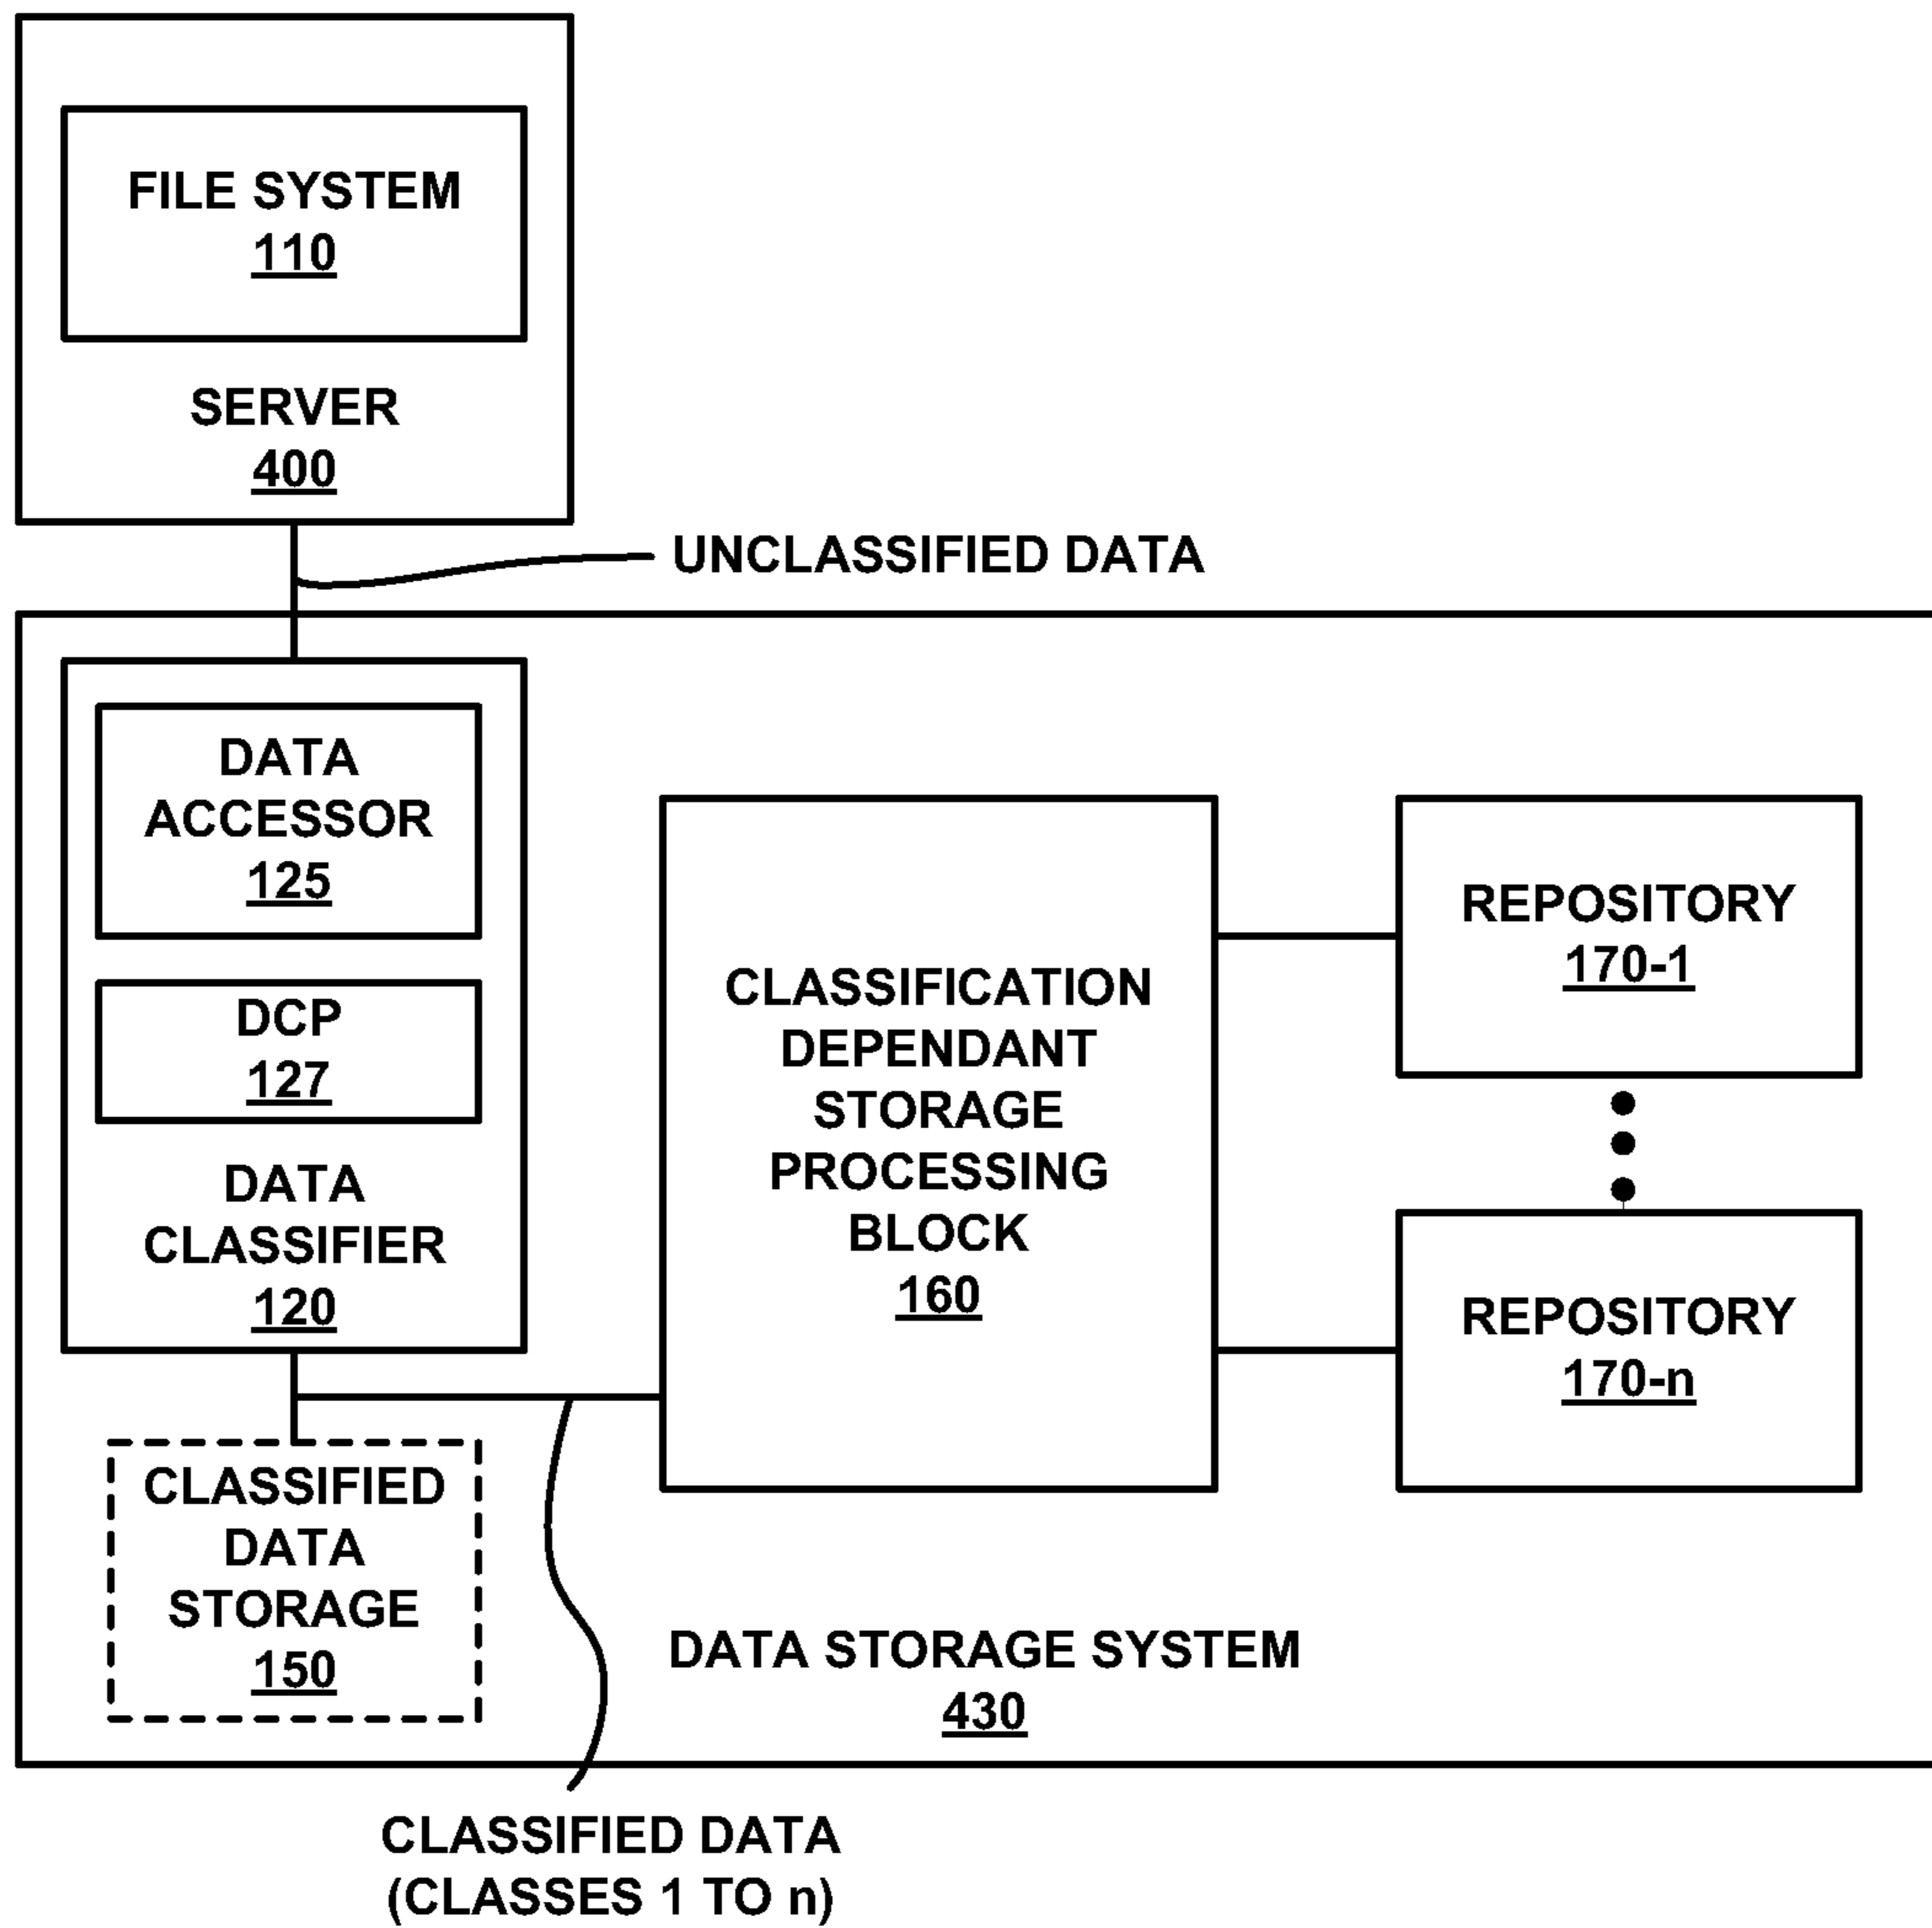 FILE SYSTEM
110
SERVER
400
UNCLASSIFIED DATA
DATA
ACCESSOR
125
DCP
127
DATA
CLASSIFIER
120
CLASSIFICATION
DEPENDANT
STORAGE
PROCESSING
BLOCK
160
REPOSITORY
170-1
REPOSITORY
170-n
CLASSIFIED
DATA
STORAGE
150
DATA STORAGE SYSTEM
430
CLASSIFIED DATA
(CLASSES 1 TO n)